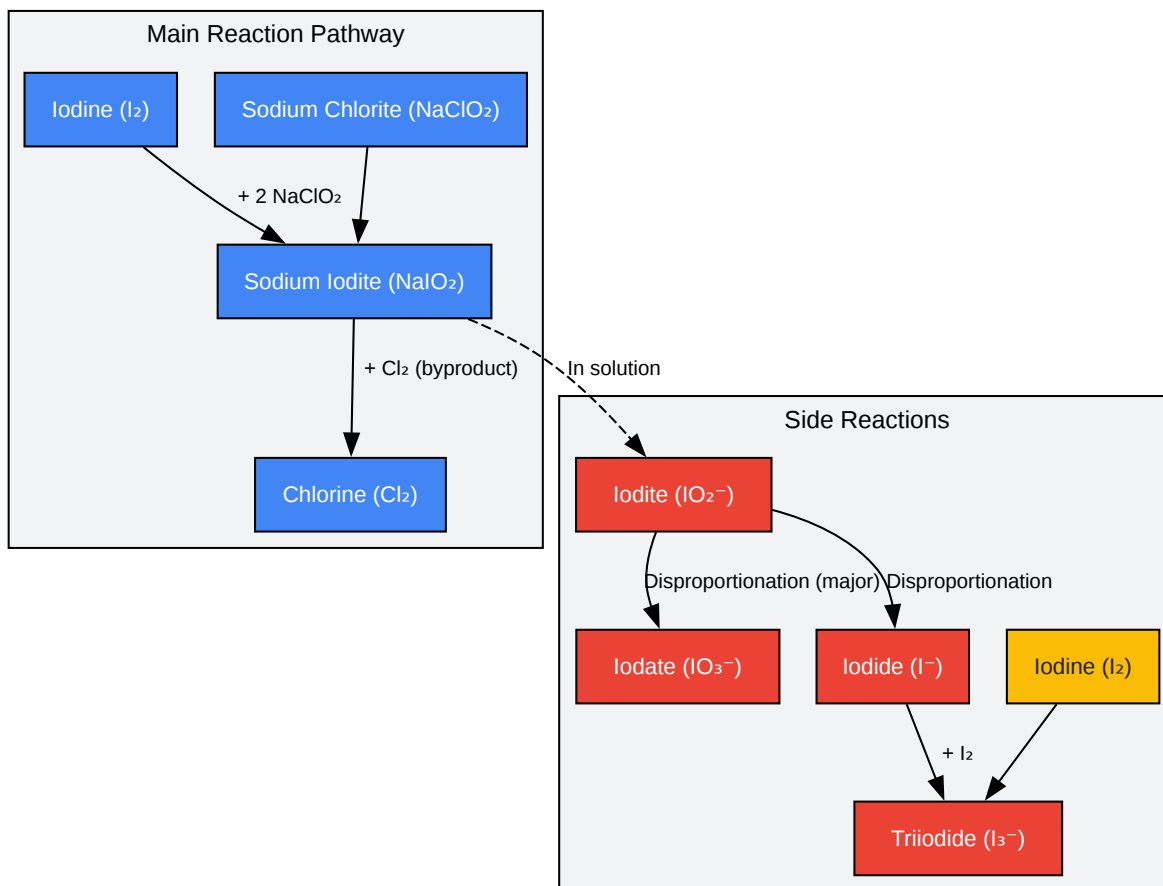 Main Reaction Pathway
Iodine (I₂)
Sodium Chlorite (NaClO₂)
+ 2 NaClO₂
Sodium Iodite (NaIO₂)
+ Cl₂ (byproduct)
In solution
Chlorine (Cl₂)
Side Reactions
Iodite (IO₂⁻)
Disproportionation (major)
Disproportionation
Iodate (IO₃⁻)
Iodide (I⁻)
Iodine (I₂)
+ I₂
Triiodide (I₃⁻)